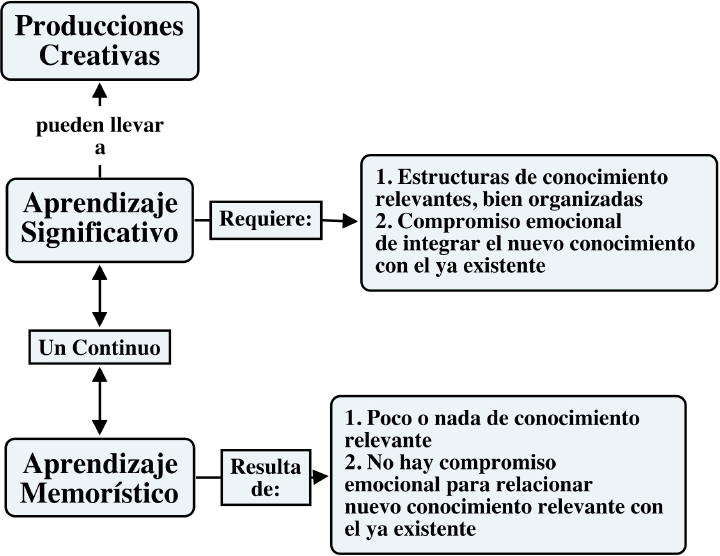 Producciones
Creativas
pueden llevar
a
Aprendizaje
Significativo
Requiere:
1. Estructuras de conocimiento
relevantes, bien organizadas
2. Compromiso emocional
de integrar el nuevo conocimiento
con el ya existente
Un Continuo
Aprendizaje
Memorístico
Resulta
de:
1. Poco o nada de conocimiento
relevante
2. No hay compromiso
emocional para relacionar
nuevo conocimiento relevante con
el ya existente